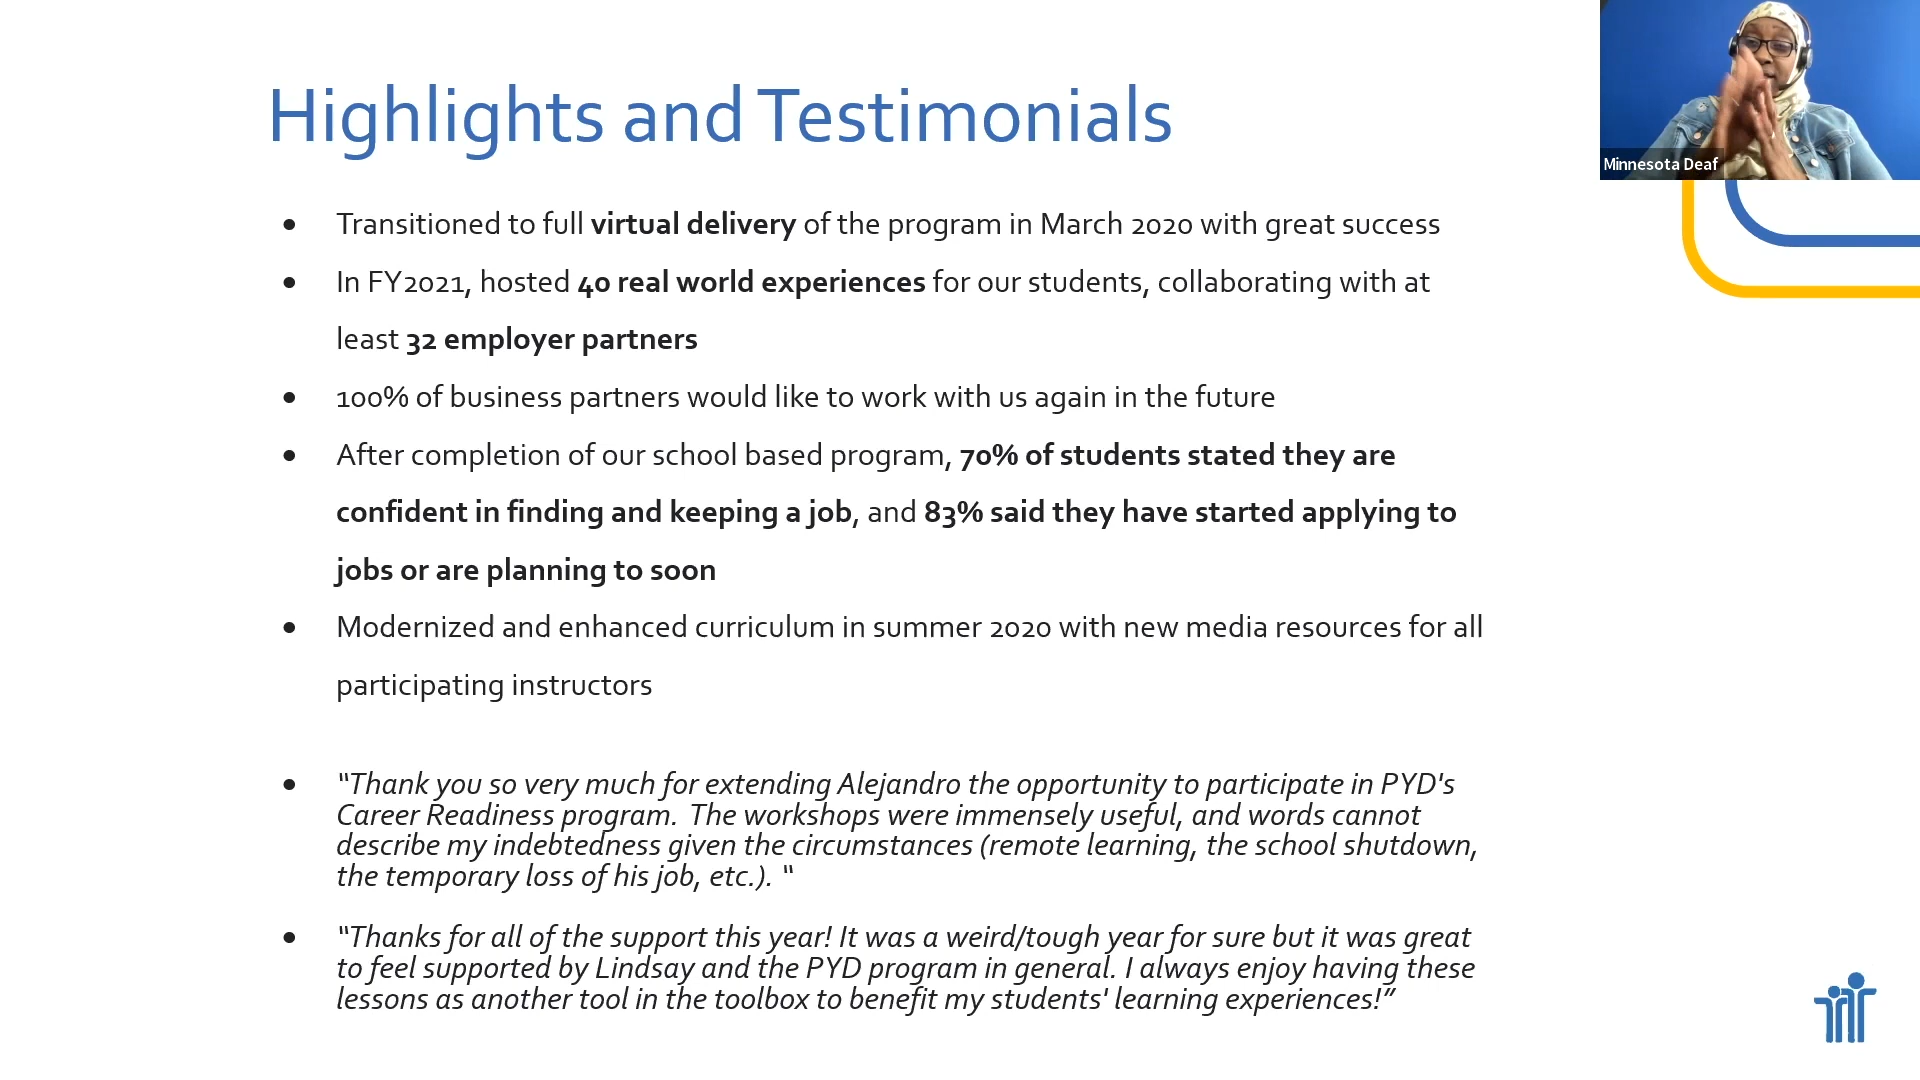 Highlights and Testimonials
Minnesota Deaf
● Transitioned to full virtual delivery of the program in March 2020 with great success
● In FY2021, hosted 40 real world experiences for our students, collaborating with at
least 32 employer partners
● 100% of business partners would like to work with us again in the future
● After completion of our school based program, 70% of students stated they are
confident in finding and keeping a job, and 83% said they have started applying to
jobs or are planning to soon
● Modernized and enhanced curriculum in summer 2020 with new media resources for all
participating instructors
● “Thank you so very much for extending Alejandro the opportunity to participate in PYD's
Career Readiness program.  The workshops were immensely useful, and words cannot
describe my indebtedness given the circumstances (remote learning, the school shutdown,
the temporary loss of his job, etc.). “
● “Thanks for all of the support this year! It was a weird/tough year for sure but it was great
to feel supported by Lindsay and the PYD program in general. I always enjoy having these
lessons as another tool in the toolbox to benefit my students' learning experiences!”